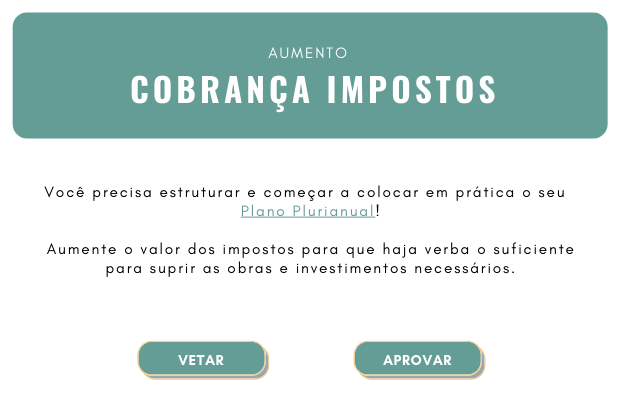 AUMENTO
COBRANÇA IMPOSTOS
Você precisa estruturar e começar a colocar em prática o seu
Plano Plurianual!
Aumente o valor dos impostos para que haja verba o suficiente
para suprir as obras e investimentos necessários.
VETAR
APROVAR